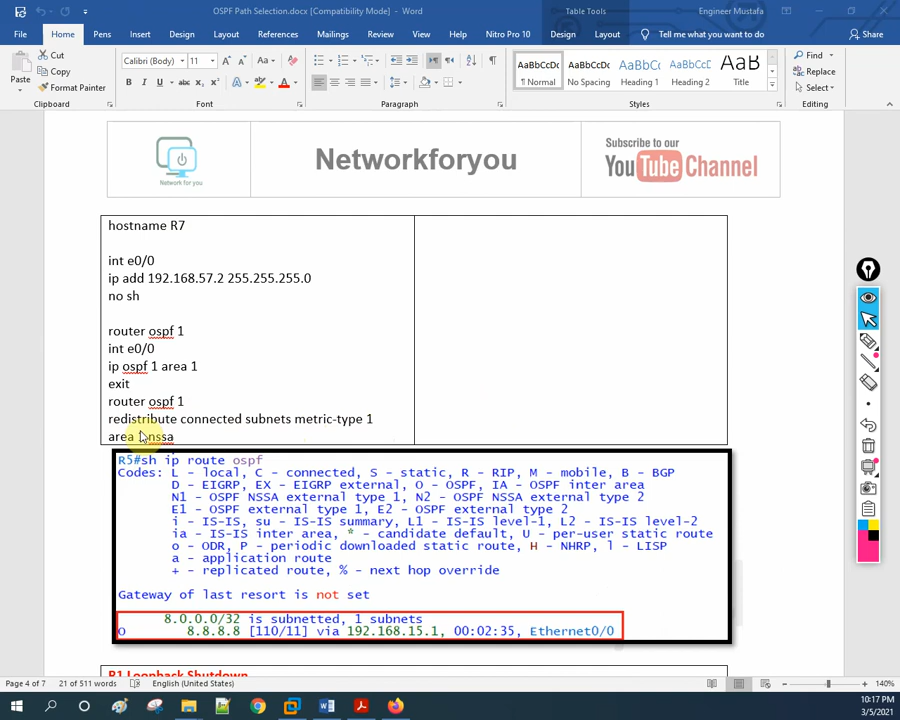 OSPF Path Selection.docx [Compatibility Mode] - Word
Table Tools
Engineer Mustafa
File Home Pens Insert Design Layout References Mailings Review View Help Nitro Pro 10 Design Layout Tell me what you want to do Share
Paste
Cut
Copy
Format Painter
Calibri (Body) 11
B I U
AaBbCcDc AaBbCcDc AaBbC AaBbCcD AaB
¶ Normal No Spacing Heading 1 Heading 2 Title
Find
Replace
Select
Clipboard Font Paragraph Styles Editing
Network for you
Networkforyou
Subscribe to our
YouTube Channel
hostname R7
int e0/0
ip add 192.168.57.2 255.255.255.0
no sh
router ospf 1
int e0/0
ip ospf 1 area 1
exit
router ospf 1
redistribute connected subnets metric-type 1
area 1 nssa
R5#sh ip route ospf
Codes: L - local, C - connected, S - static, R - RIP, M - mobile, B - BGP
D - EIGRP, EX - EIGRP external, O - OSPF, IA - OSPF inter area
N1 - OSPF NSSA external type 1, N2 - OSPF NSSA external type 2
E1 - OSPF external type 1, E2 - OSPF external type 2
i - IS-IS, su - IS-IS summary, L1 - IS-IS level-1, L2 - IS-IS level-2
ia - IS-IS inter area, * - candidate default, U - per-user static route
o - ODR, P - periodic downloaded static route, H - NHRP, l - LISP
a - application route
+ - replicated route, % - next hop override
Gateway of last resort is not set
8.0.0.0/32 is subnetted, 1 subnets
O 8.8.8.8 [110/11] via 192.168.15.1, 00:02:35, Ethernet0/0
R1 Loopback Shutdown
Page 4 of 7 21 of 511 words English (United States) 140%
10:17 PM
3/5/2021